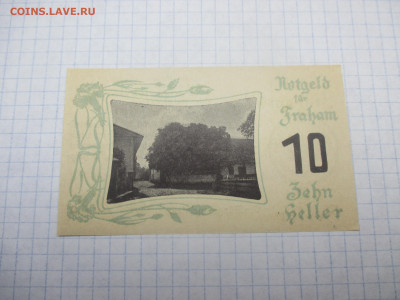 COINS.LAVE.RU
Notgeld
für
Fraham
10
Zehn
Heller